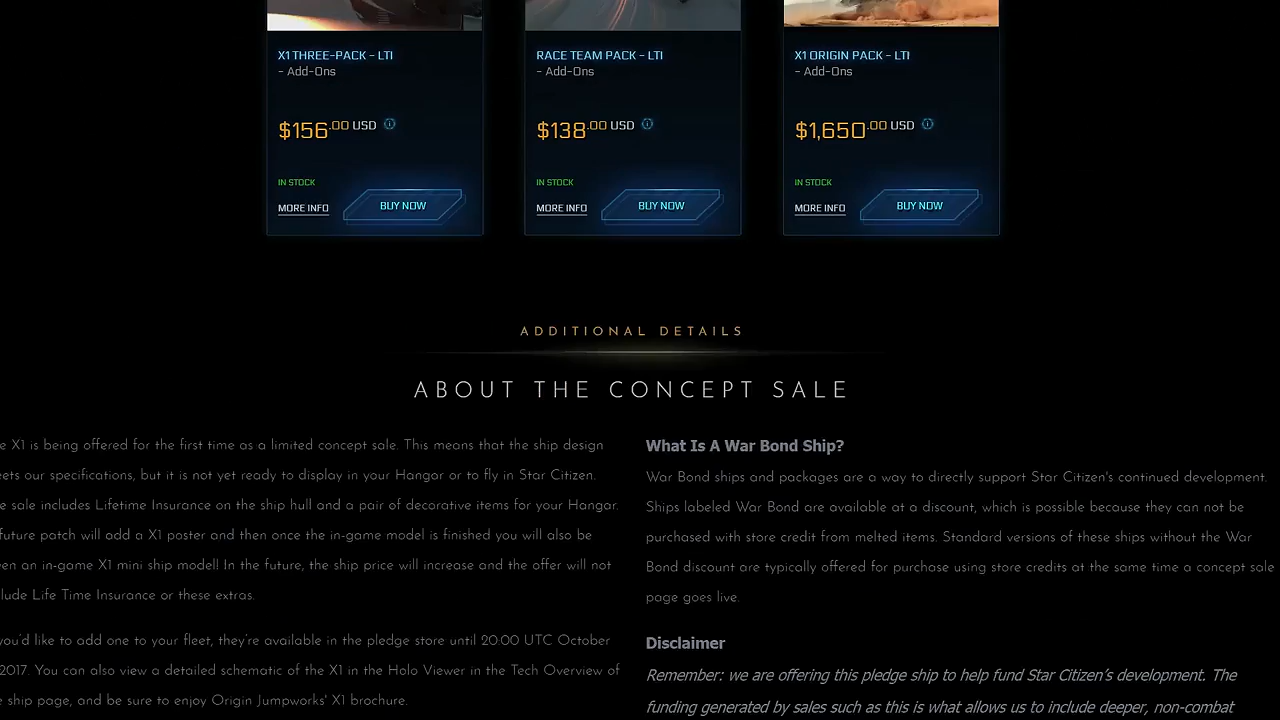 X1 THREE-PACK - LTI
- Add-Ons
$156.00 USD
IN STOCK
MORE INFO
BUY NOW
RACE TEAM PACK - LTI
- Add-Ons
$138.00 USD
IN STOCK
MORE INFO
BUY NOW
X1 ORIGIN PACK - LTI
- Add-Ons
$1,650.00 USD
IN STOCK
MORE INFO
BUY NOW
ADDITIONAL DETAILS
ABOUT THE CONCEPT SALE
X1 is being offered for the first time as a limited concept sale. This means that the ship design
our specifications, but it is not yet ready to display in your Hangar or to fly in Star Citizen.
sale includes Lifetime Insurance on the ship hull and a pair of decorative items for your Hangar.
future patch will add a X1 poster and then once the in-game model is finished you will also be
an in-game X1 mini ship model! In the future, the ship price will increase and the offer will not
Life Time Insurance or these extras.
you'd like to add one to your fleet, they're available in the pledge store until 20:00 UTC October
2017. You can also view a detailed schematic of the X1 in the Holo Viewer in the Tech Overview of
ship page, and be sure to enjoy Origin Jumpworks' X1 brochure.
What Is A War Bond Ship?
War Bond ships and packages are a way to directly support Star Citizen's continued development.
Ships labeled War Bond are available at a discount, which is possible because they can not be
purchased with store credit from melted items. Standard versions of these ships without the War
Bond discount are typically offered for purchase using store credits at the same time a concept sale
page goes live.
Disclaimer
Remember: we are offering this pledge ship to help fund Star Citizen's development. The
funding generated by sales such as this is what allows us to include deeper, non-combat